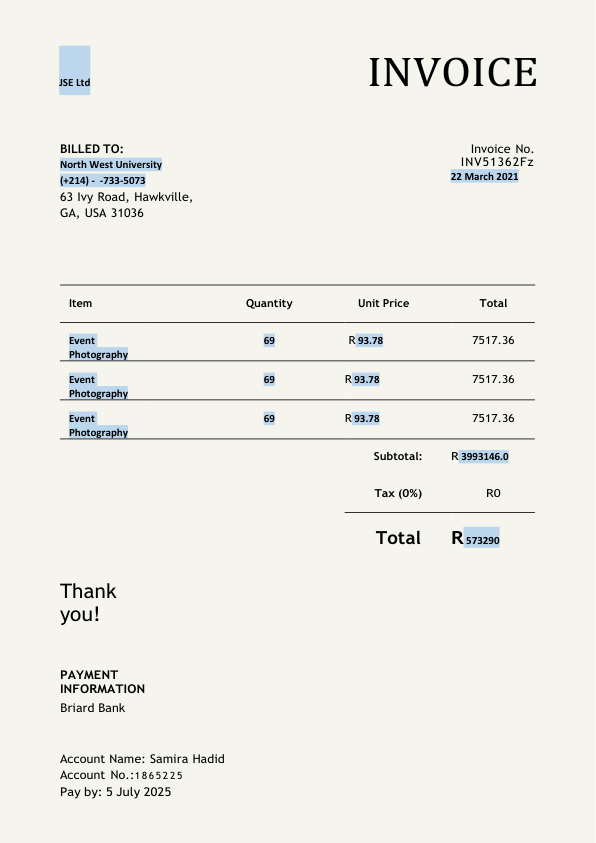 JSE Ltd
INVOICE
BILLED TO:
North West University
(+214) - -733-5073
63 Ivy Road, Hawkville,
GA, USA 31036
Invoice No.
INV51362Fz
22 March 2021
Item Quantity Unit Price Total
Event
Photography
69 R 93.78 7517.36
Event
Photography
69 R 93.78 7517.36
Event
Photography
69 R 93.78 7517.36
Subtotal: R 3993146.0
Tax (0%) R0
Total R 573290
Thank
you!
PAYMENT
INFORMATION
Briard Bank
Account Name: Samira Hadid
Account No.:1865225
Pay by: 5 July 2025